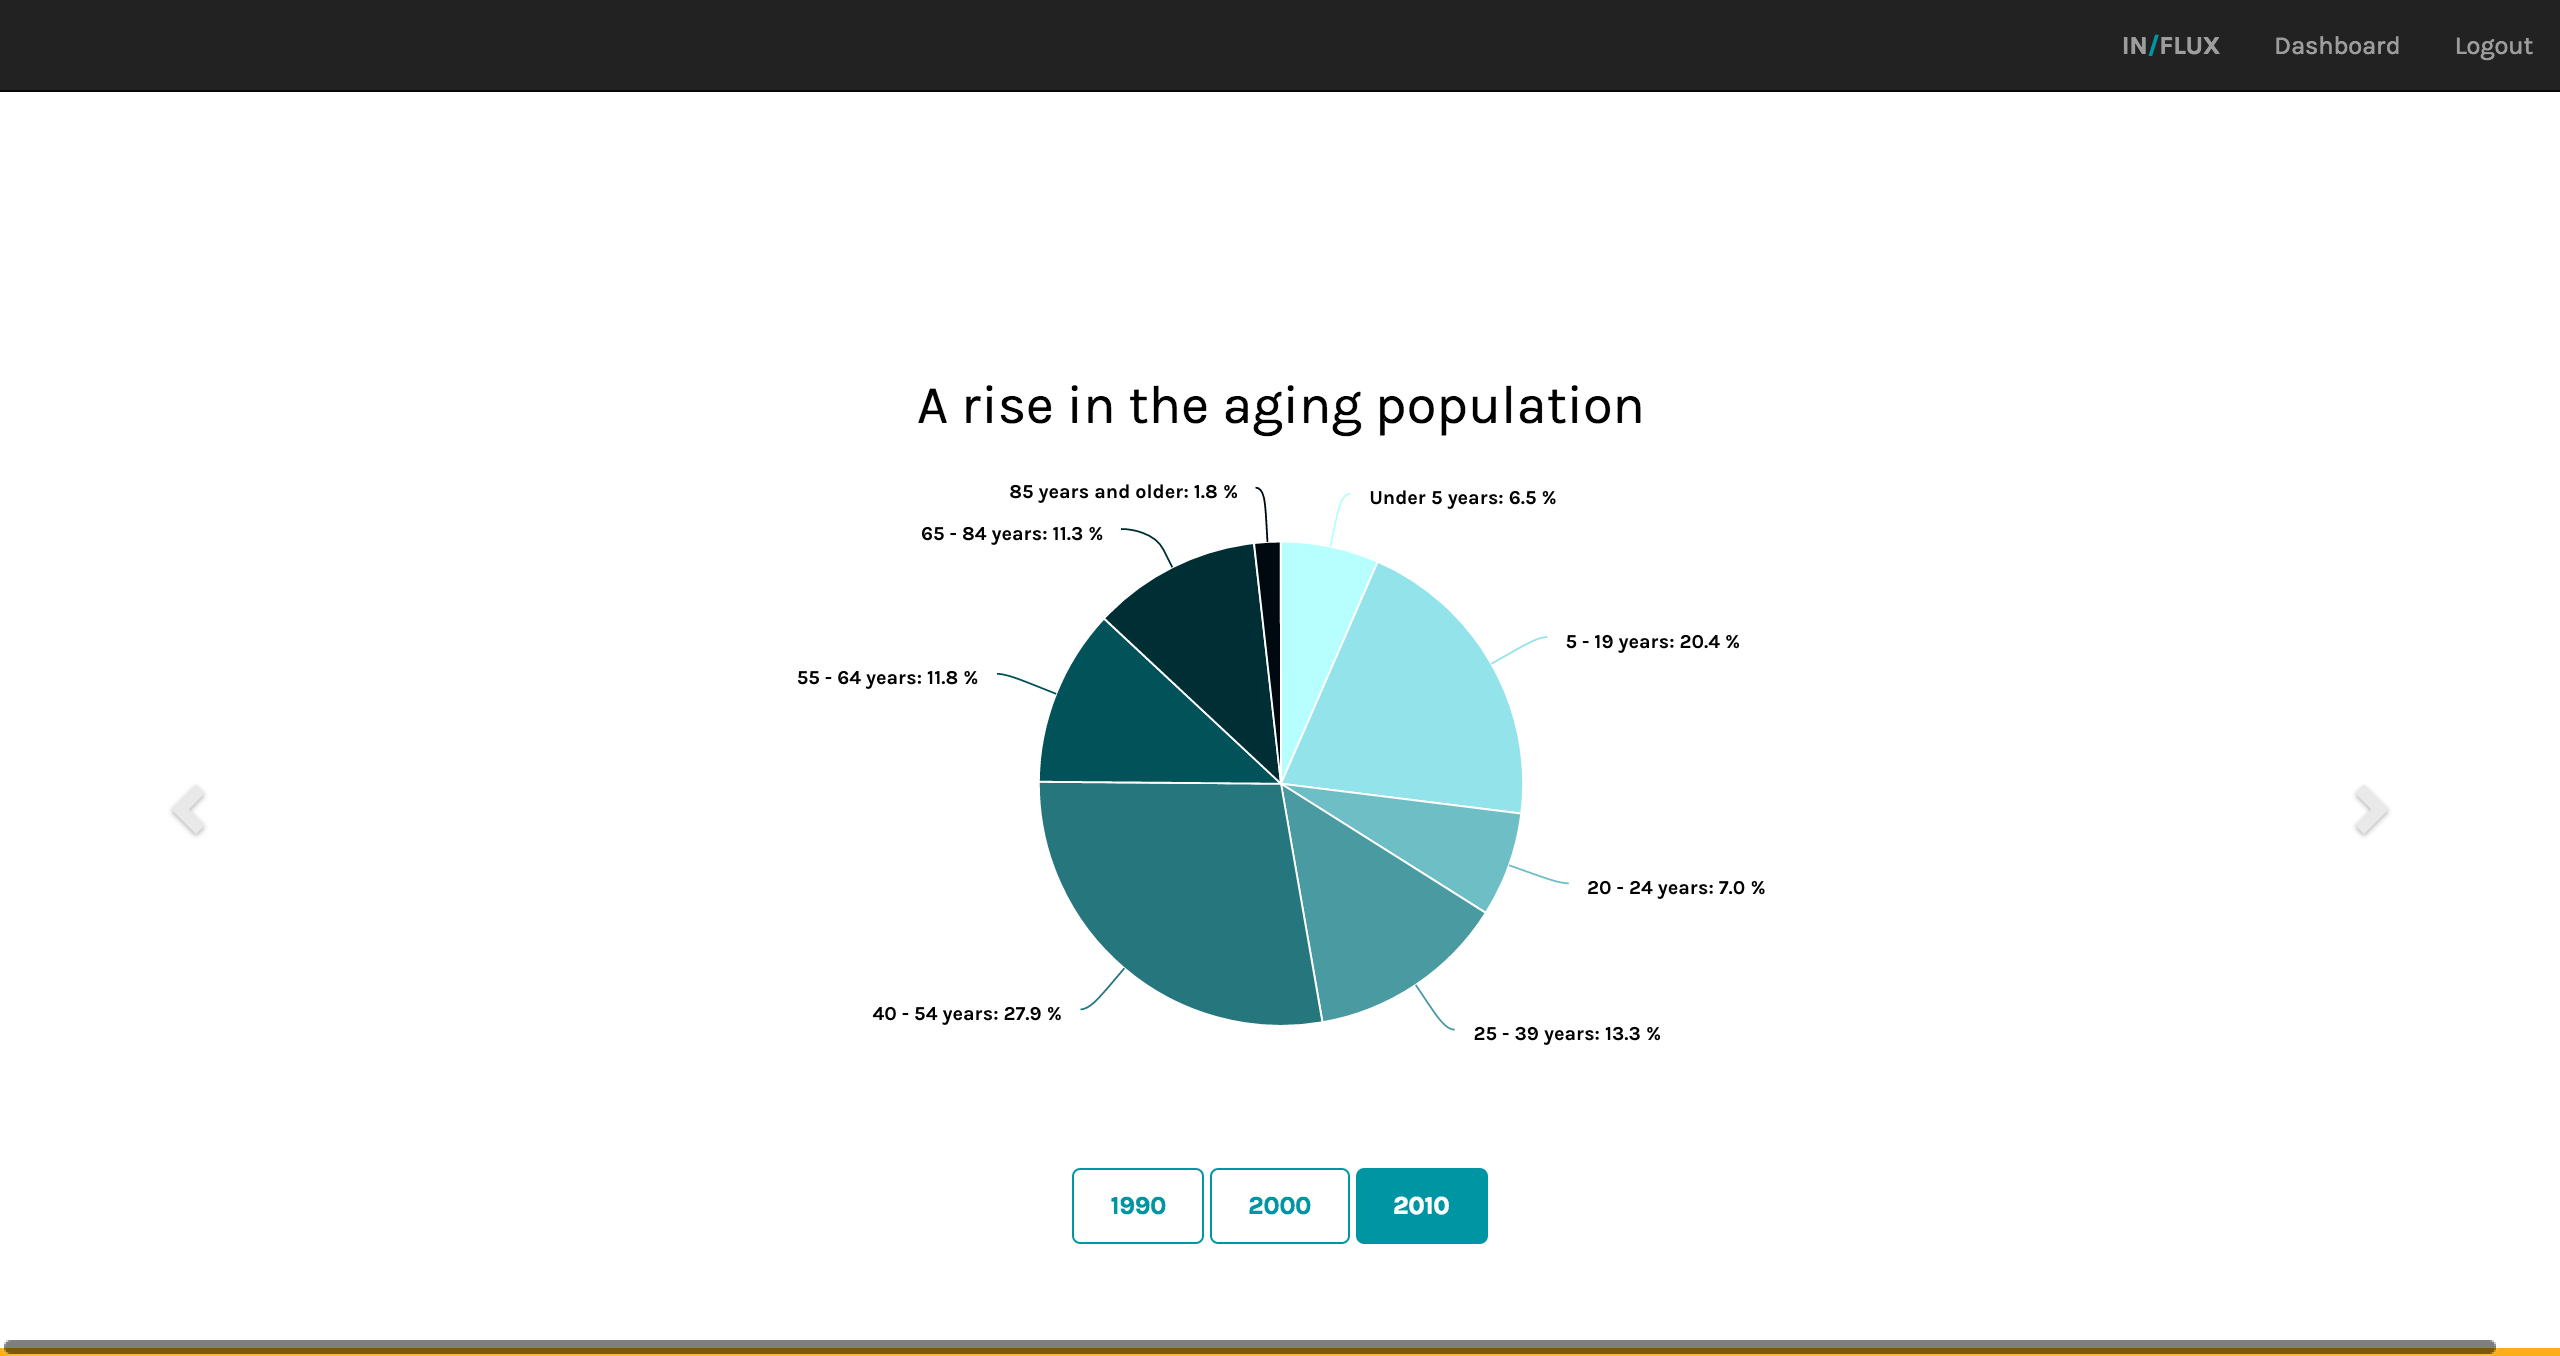 IN/FLUX Dashboard Logout
A rise in the aging population
85 years and older: 1.8 %
Under 5 years: 6.5 %
65 - 84 years: 11.3 %
5 - 19 years: 20.4 %
55 - 64 years: 11.8 %
20 - 24 years: 7.0 %
40 - 54 years: 27.9 %
25 - 39 years: 13.3 %
1990 2000 2010